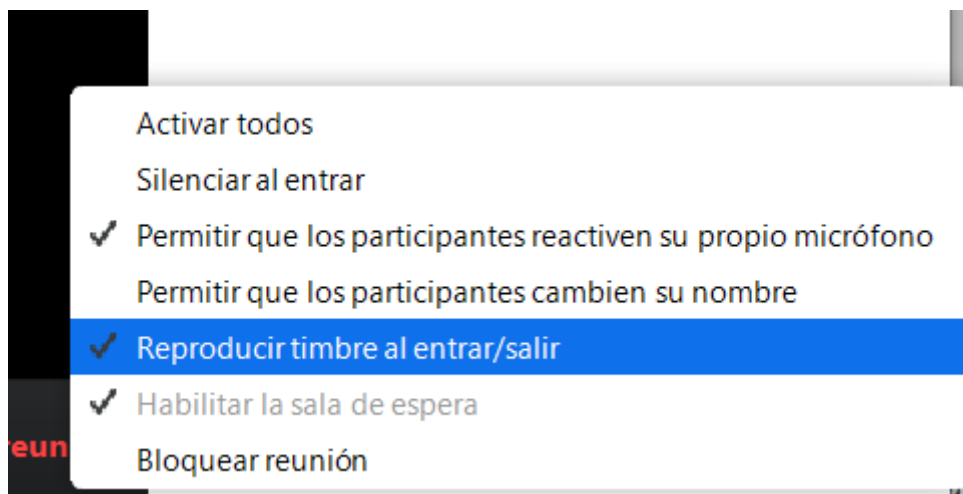 Activar todos
Silenciar al entrar
Permitir que los participantes reactiven su propio micrófono
Permitir que los participantes cambien su nombre
Reproducir timbre al entrar/salir
Habilitar la sala de espera
reun
Bloquear reunión